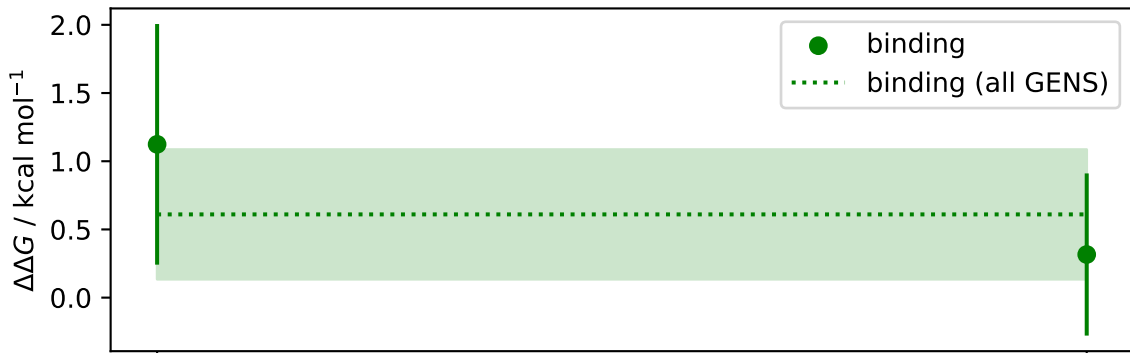 2.0
1.5
1.0
0.5
0.0
ΔΔG / kcal mol⁻¹
binding
binding (all GENS)